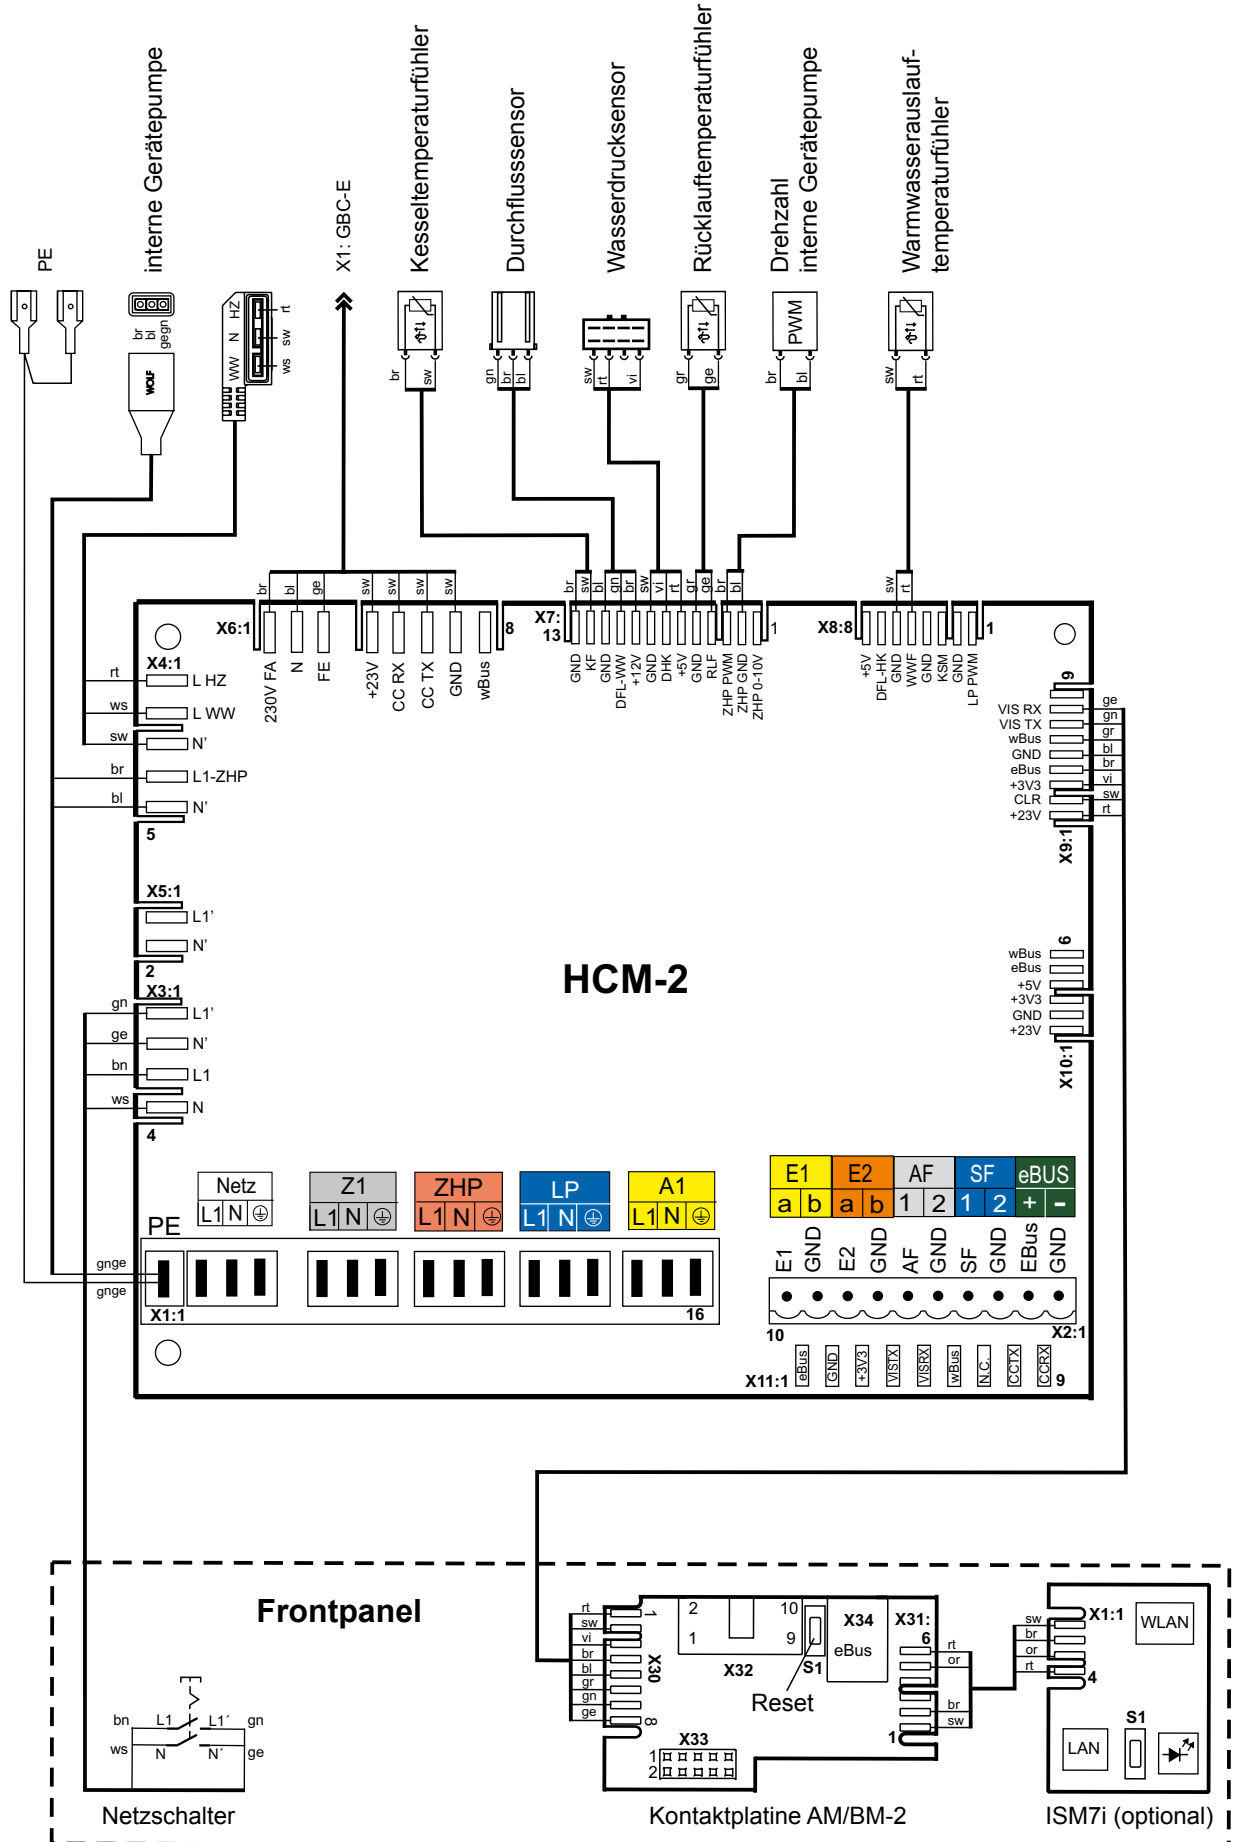 PE
interne Gerätepumpe
X1: GBC-E
Kesseltemperaturfühler
Durchflusssensor
Wasserdrucksensor
Rücklauftemperaturfühler
Drehzahl
interne Gerätepumpe
Warmwasserauslauf-
temperaturfühler
br
bl
gegn
WOLF
WW N HZ
ws sw rt
br sw
gn br bl
sw rt vi
gr ge
PWM
br bl
sw rt
br bl ge sw sw sw sw
br sw bl gn br sw vi rt gr ge br bl
sw rt
X6:1
8
X7:
13
1
X8:8
1
230V FA
N
FE
+23V
CC RX
CC TX
GND
wBus
GND
KF
GND
DFL-WW
+12V
GND
DHK
+5V
GND
RLF
ZHP PWM
ZHP GND
ZHP 0-10V
+5V
DFL-HK
GND
WWF
GND
KSM
GND
LP PWM
X4:1
rt L HZ
ws L WW
sw N'
br L1-ZHP
bl N'
5
X5:1
L1'
N'
2
X3:1
gn L1'
ge N'
bn L1
ws N
4
9
VIS RX ge
VIS TX gn
wBus gr
GND bl
eBus br
+3V3 vi
CLR sw
+23V rt
X9:1
6
wBus
eBus
+5V
+3V3
GND
+23V
X10:1
HCM-2
Netz
L1 N
Z1
L1 N
ZHP
L1 N
LP
L1 N
A1
L1 N
PE
gnge
gnge
X1:1
16
E1 E2 AF SF eBUS
a b a b 1 2 1 2 + -
E1
GND
E2
GND
AF
GND
SF
GND
EBus
GND
10
X2:1
X11:1
eBus
GND
+3V3
VISTX
VISRX
wBus
N.C.
CCTX
CCRX
9
Frontpanel
bn L1 L1´ gn
ws N N´ ge
Netzschalter
rt
sw
vi
br
bl
gr
gn
ge
1
X30
8
2 10
1 9
X32
S1
Reset
X34
eBus
X31:
6
rt
or
br
sw
1
X33
1
2
Kontaktplatine AM/BM-2
sw
br
or
rt
X1:1
4
WLAN
LAN
S1
ISM7i (optional)